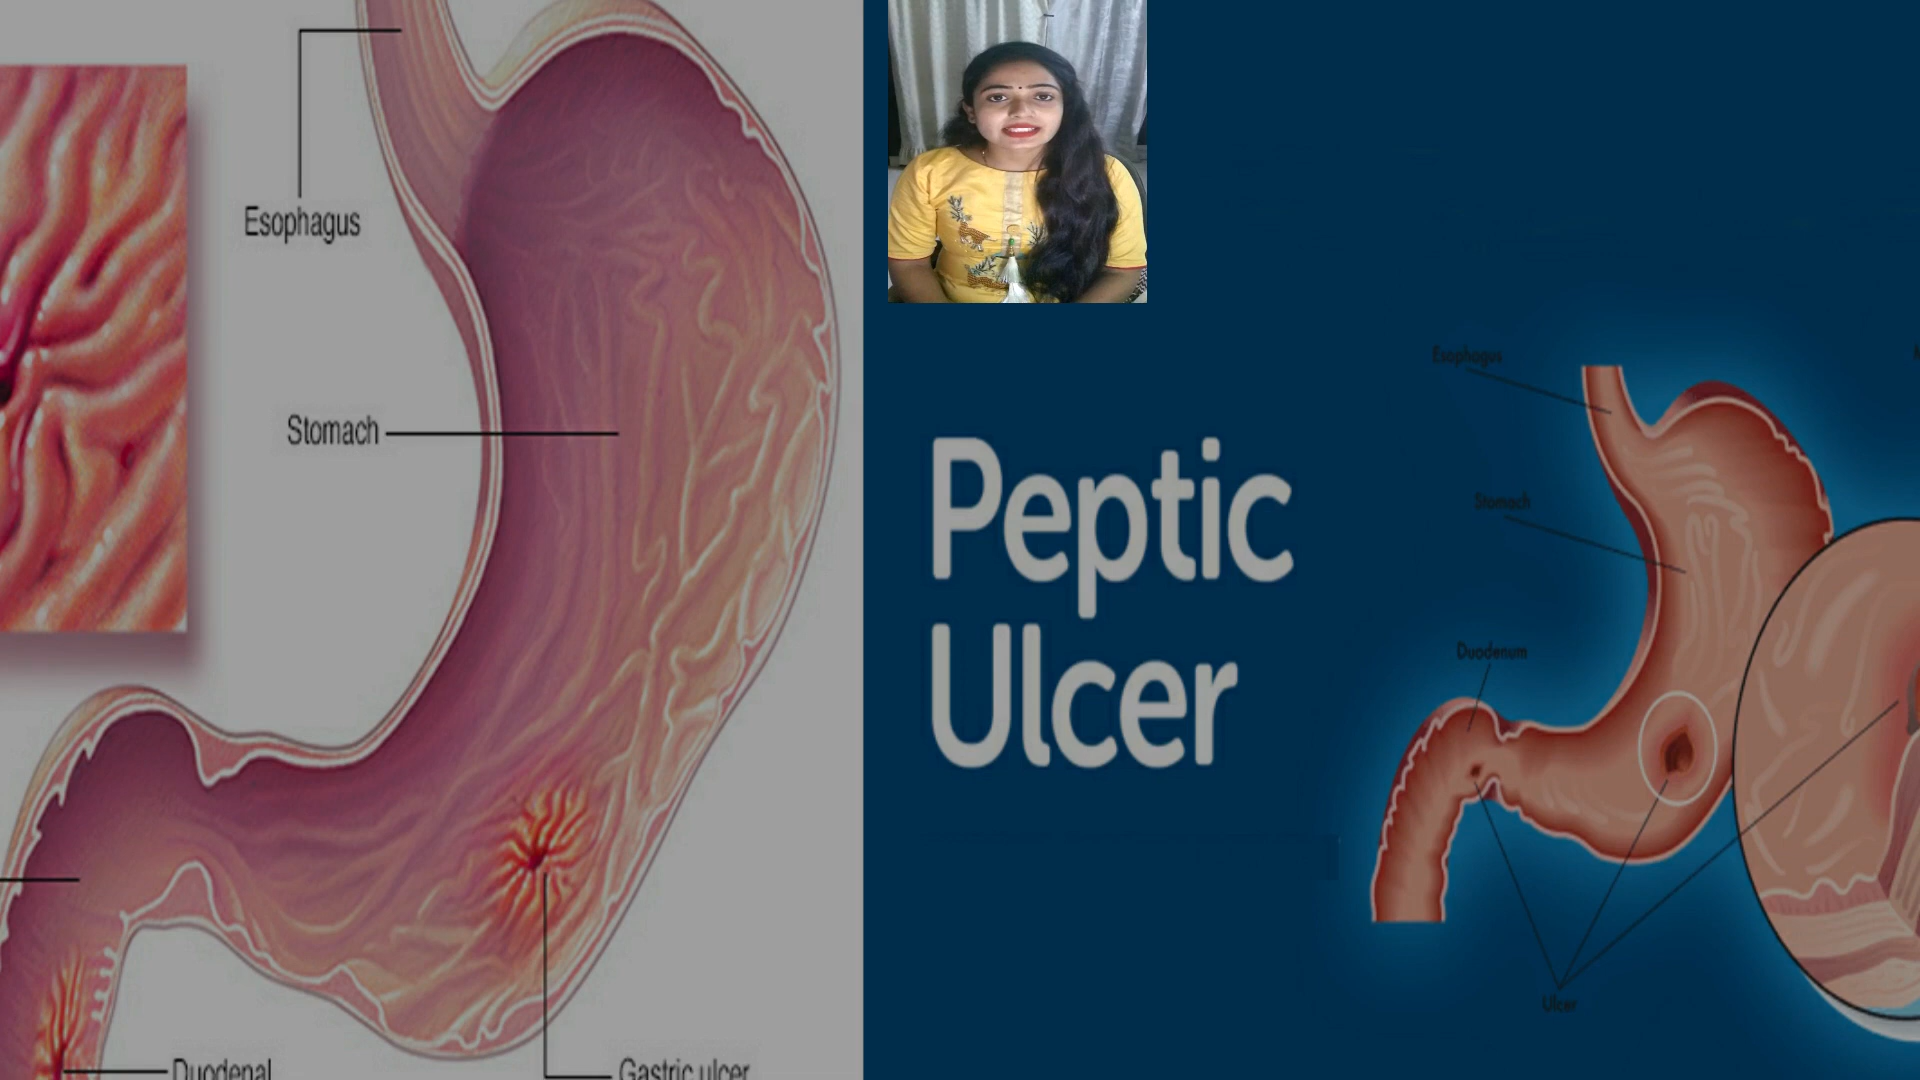 Esophagus
Stomach
Duodenal
Gastric ulcer
Peptic
Ulcer
Esophagus
Stomach
Duodenum
Ulcer